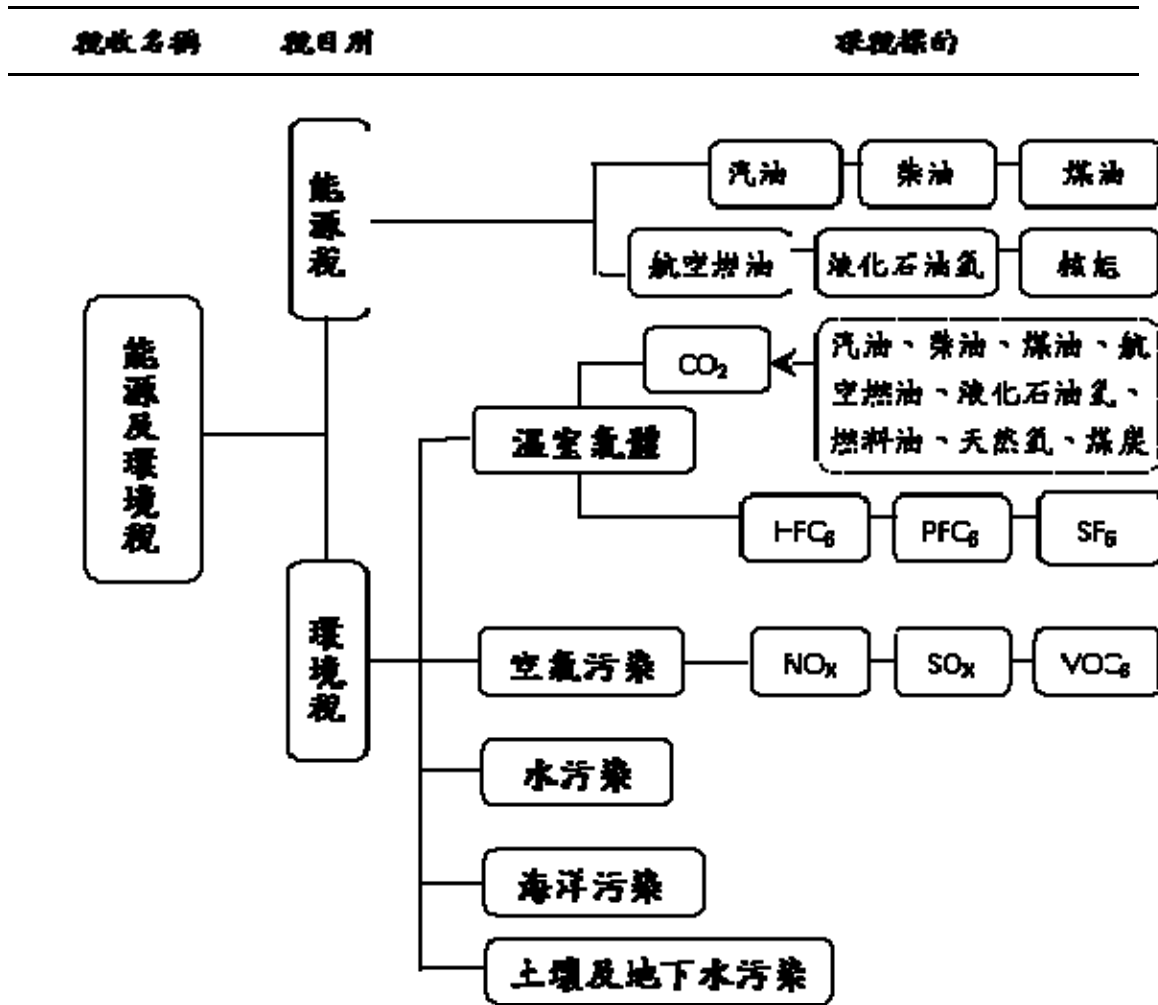 稅收名稱 稅目別 課稅標的
能源及環境稅
能源稅
汽油 柴油 煤油
航空燃油 液化石油氣 核能
環境稅
溫室氣體
CO₂
汽油、柴油、煤油、航
空燃油、液化石油氣、
燃料油、天然氣、煤炭
HFCs PFCs SF₆
空氣污染 NOx SOx VOCs
水污染
海洋污染
土壤及地下水污染